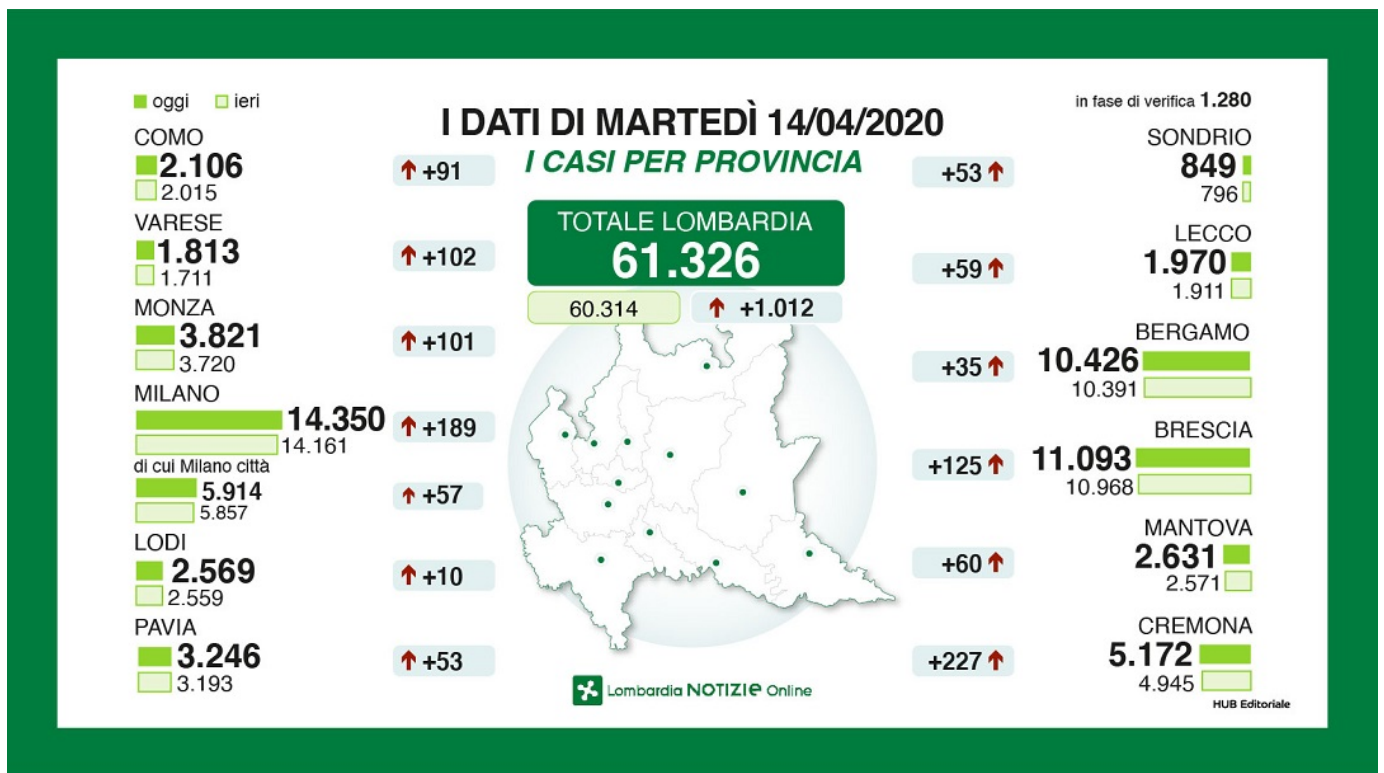 oggi ieri
I DATI DI MARTEDÌ 14/04/2020
I CASI PER PROVINCIA
in fase di verifica 1.280
TOTALE LOMBARDIA
61.326
60.314 +1.012
COMO
2.106 +91
2.015
VARESE
1.813 +102
1.711
MONZA
3.821 +101
3.720
MILANO
14.350 +189
14.161
di cui Milano città
5.914 +57
5.857
LODI
2.569 +10
2.559
PAVIA
3.246 +53
3.193
SONDRIO
+53 849
796
LECCO
+59 1.970
1.911
BERGAMO
+35 10.426
10.391
BRESCIA
+125 11.093
10.968
MANTOVA
+60 2.631
2.571
CREMONA
+227 5.172
4.945
Lombardia NOTIZIe Online
HUB Editoriale